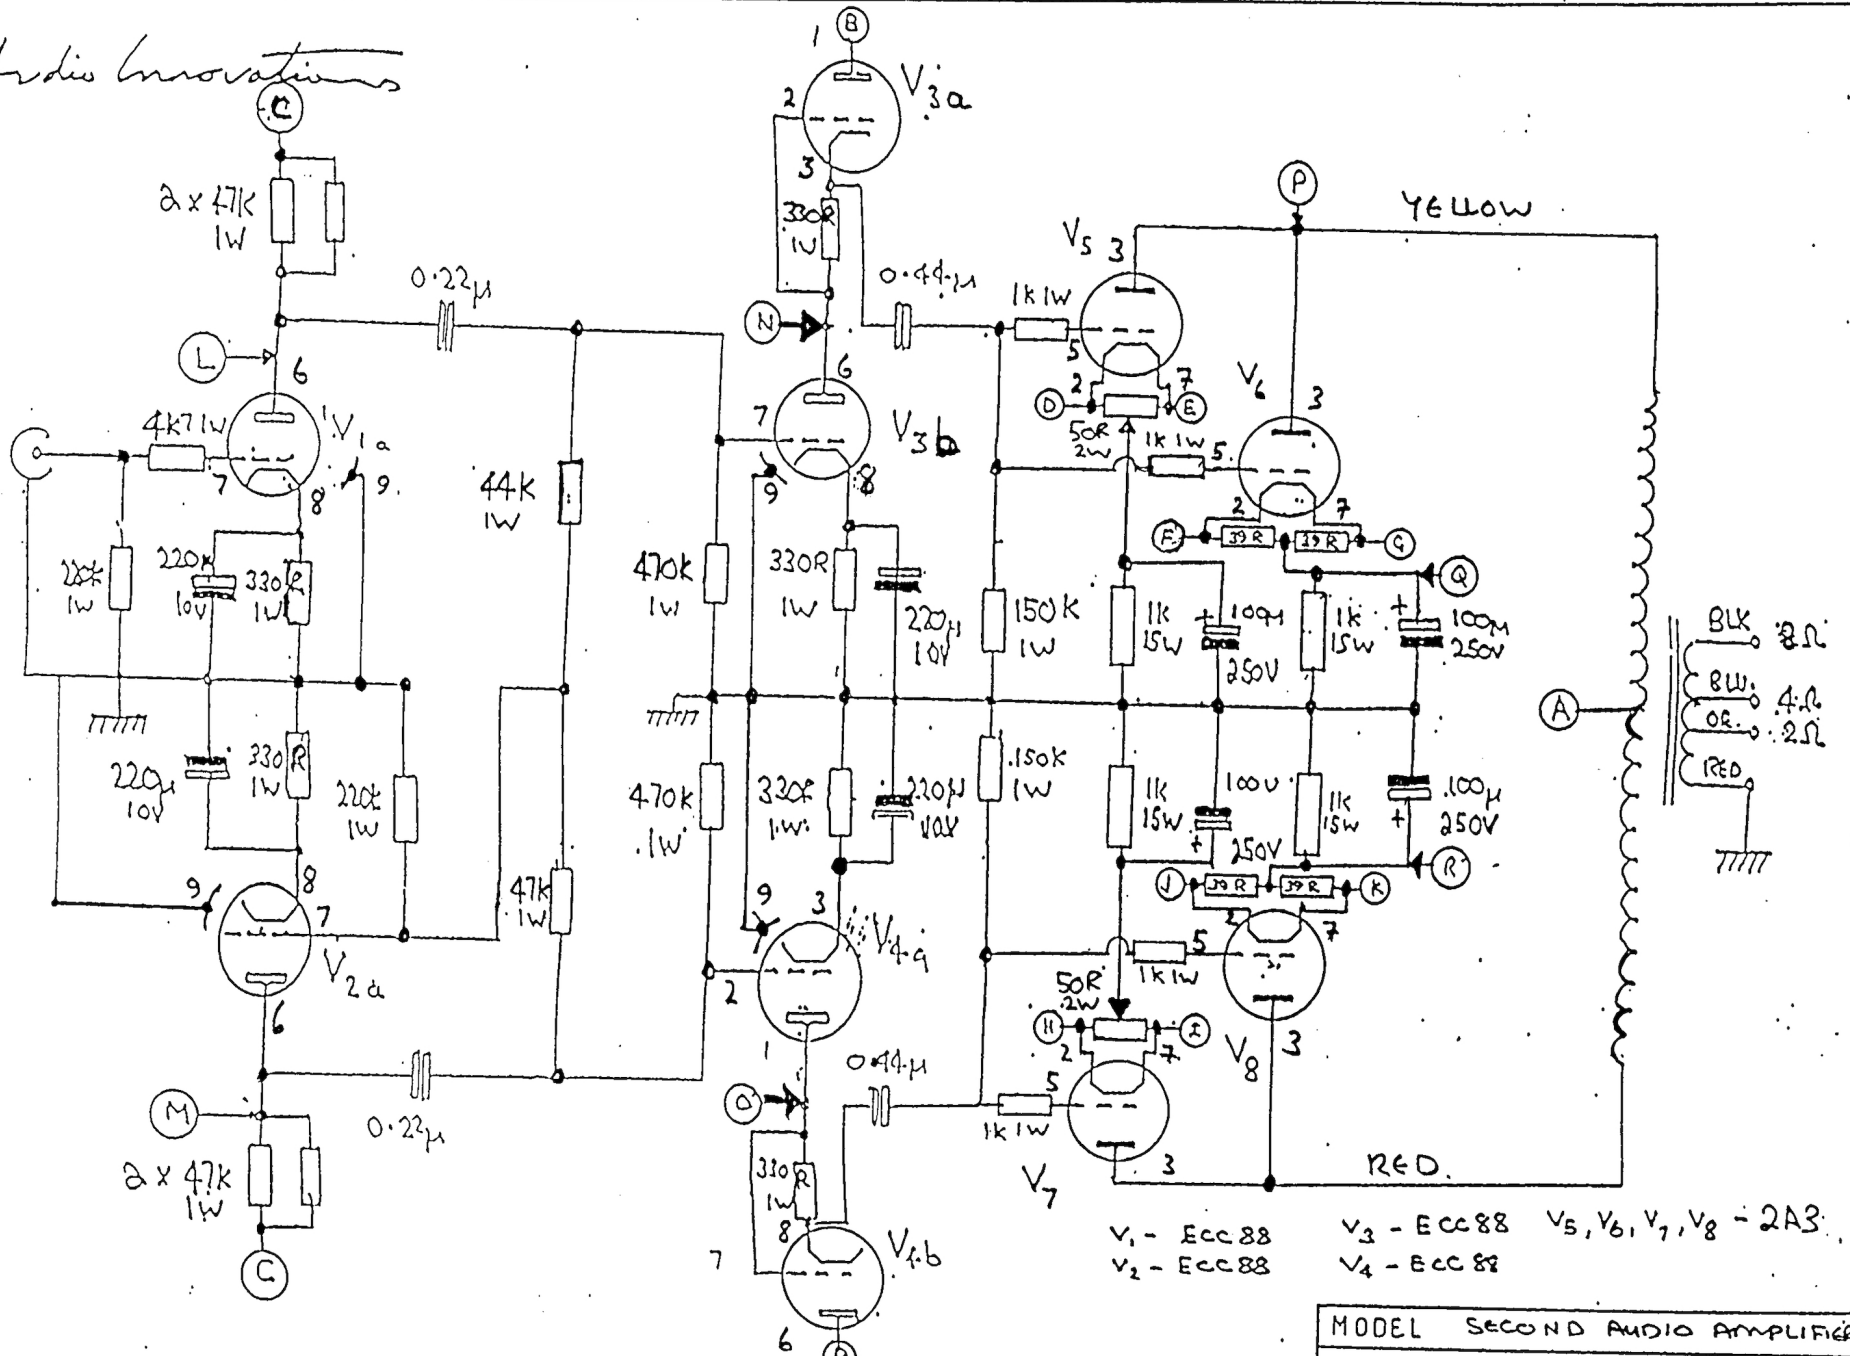 Audio Innovations
C
2 x 47K
1W
0.22µ
L
6
4k7 1W
V1a
7
8
9
220k
1W
220µ
10V
330R
1W
44K
1W
220µ
10V
330R
1W
220k
1W
47K
1W
9
8
7
V2a
6
M
0.22µ
2 x 47K
1W
C
1
B
2
V3a
3
330R
1W
N
0.44µ
6
7
V3b
9
8
470K
1W
330R
1W
220µ
10V
470K
1W
330R
1W
220µ
10V
9
3
V4a
2
1
O
0.44µ
330R
1W
8
7
V4b
6
P
YELLOW
V5
3
1k 1W
5
2
7
D
E
50R
2W
V6
3
1k 1W
5
2
7
F
39R
39R
G
Q
150K
1W
1k
15W
+
100µ
250V
1k
15W
+
100µ
250V
150K
1W
1k
15W
100U
+
250V
1k
15W
100µ
+
250V
R
J
39R
39R
K
2
7
5
1k 1W
V8
3
50R
2W
H
I
2
7
5
1k 1W
V7
3
RED
A
BLK 8Ω
BLU. 4Ω
OR. 2Ω
RED
V1 - ECC88 V3 - ECC88 V5, V6, V7, V8 - 2A3
V2 - ECC88 V4 - ECC88
MODEL SECOND AUDIO AMPLIFIER